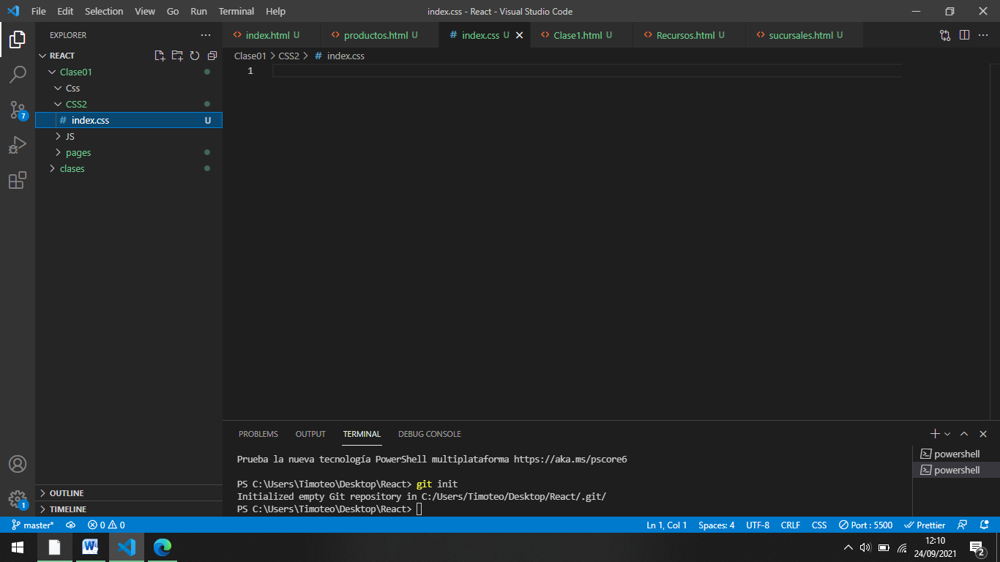 File Edit Selection View Go Run Terminal Help index.css - React - Visual Studio Code
EXPLORER
index.html U productos.html U # index.css U Clase1.html U Recursos.html U sucursales.html U
REACT
Clase01 > CSS2 > # index.css
Clase01
1
Css
CSS2
# index.css U
JS
pages
clases
7
PROBLEMS OUTPUT TERMINAL DEBUG CONSOLE
Prueba la nueva tecnología PowerShell multiplataforma https://aka.ms/pscore6
powershell
powershell
PS C:\Users\Timoteo\Desktop\React> git init
Initialized empty Git repository in C:/Users/Timoteo/Desktop/React/.git/
PS C:\Users\Timoteo\Desktop\React>
OUTLINE
TIMELINE
1
master* 0 0 Ln 1, Col 1 Spaces: 4 UTF-8 CRLF CSS Port : 5500 Prettier
12:10
24/09/2021
2